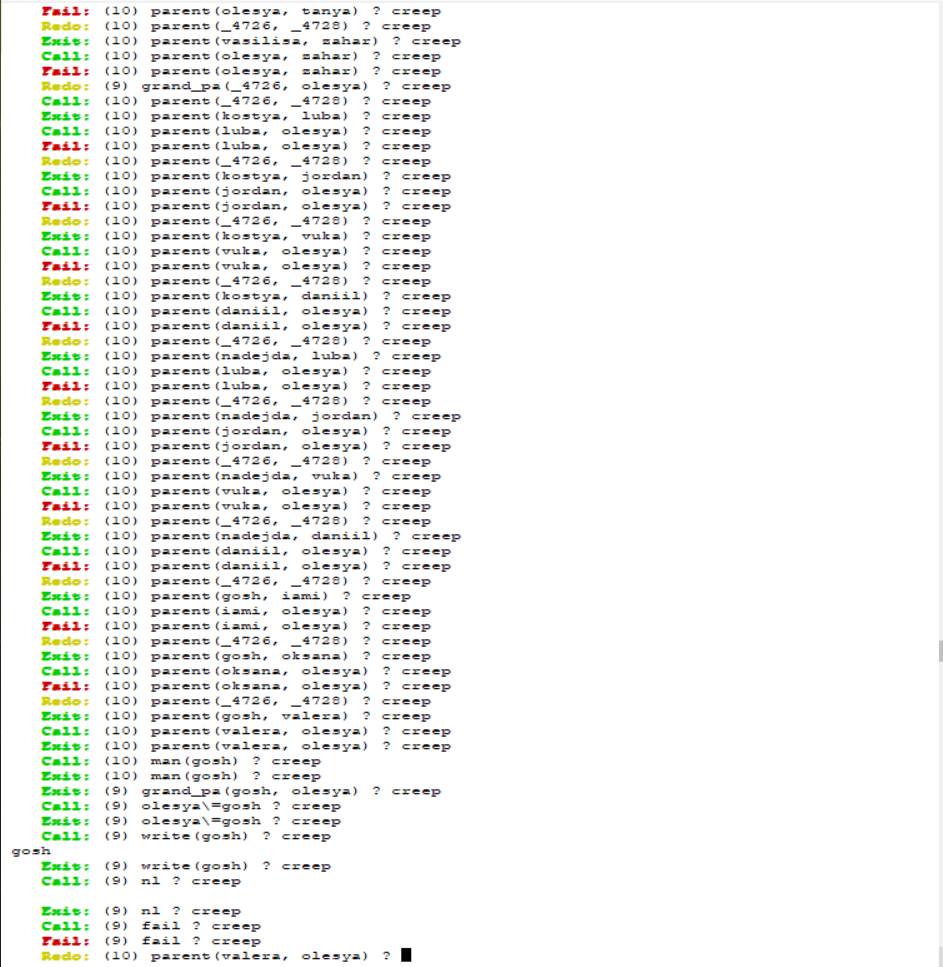 Fail: (10) parent(olesya, tanya) ? creep
Redo: (10) parent(_4726, _4728) ? creep
Exit: (10) parent(vasilisa, zahar) ? creep
Call: (10) parent(olesya, zahar) ? creep
Fail: (10) parent(olesya, zahar) ? creep
Redo: (9) grand_pa(_4726, olesya) ? creep
Call: (10) parent(_4726, _4728) ? creep
Exit: (10) parent(kostya, luba) ? creep
Call: (10) parent(luba, olesya) ? creep
Fail: (10) parent(luba, olesya) ? creep
Redo: (10) parent(_4726, _4728) ? creep
Exit: (10) parent(kostya, jordan) ? creep
Call: (10) parent(jordan, olesya) ? creep
Fail: (10) parent(jordan, olesya) ? creep
Redo: (10) parent(_4726, _4728) ? creep
Exit: (10) parent(kostya, vuka) ? creep
Call: (10) parent(vuka, olesya) ? creep
Fail: (10) parent(vuka, olesya) ? creep
Redo: (10) parent(_4726, _4728) ? creep
Exit: (10) parent(kostya, daniil) ? creep
Call: (10) parent(daniil, olesya) ? creep
Fail: (10) parent(daniil, olesya) ? creep
Redo: (10) parent(_4726, _4728) ? creep
Exit: (10) parent(nadejda, luba) ? creep
Call: (10) parent(luba, olesya) ? creep
Fail: (10) parent(luba, olesya) ? creep
Redo: (10) parent(_4726, _4728) ? creep
Exit: (10) parent(nadejda, jordan) ? creep
Call: (10) parent(jordan, olesya) ? creep
Fail: (10) parent(jordan, olesya) ? creep
Redo: (10) parent(_4726, _4728) ? creep
Exit: (10) parent(nadejda, vuka) ? creep
Call: (10) parent(vuka, olesya) ? creep
Fail: (10) parent(vuka, olesya) ? creep
Redo: (10) parent(_4726, _4728) ? creep
Exit: (10) parent(nadejda, daniil) ? creep
Call: (10) parent(daniil, olesya) ? creep
Fail: (10) parent(daniil, olesya) ? creep
Redo: (10) parent(_4726, _4728) ? creep
Exit: (10) parent(gosh, iami) ? creep
Call: (10) parent(iami, olesya) ? creep
Fail: (10) parent(iami, olesya) ? creep
Redo: (10) parent(_4726, _4728) ? creep
Exit: (10) parent(gosh, oksana) ? creep
Call: (10) parent(oksana, olesya) ? creep
Fail: (10) parent(oksana, olesya) ? creep
Redo: (10) parent(_4726, _4728) ? creep
Exit: (10) parent(gosh, valera) ? creep
Call: (10) parent(valera, olesya) ? creep
Exit: (10) parent(valera, olesya) ? creep
Call: (10) man(gosh) ? creep
Exit: (10) man(gosh) ? creep
Exit: (9) grand_pa(gosh, olesya) ? creep
Call: (9) olesya\=gosh ? creep
Exit: (9) olesya\=gosh ? creep
Call: (9) write(gosh) ? creep
gosh
Exit: (9) write(gosh) ? creep
Call: (9) nl ? creep
Exit: (9) nl ? creep
Call: (9) fail ? creep
Fail: (9) fail ? creep
Redo: (10) parent(valera, olesya) ?